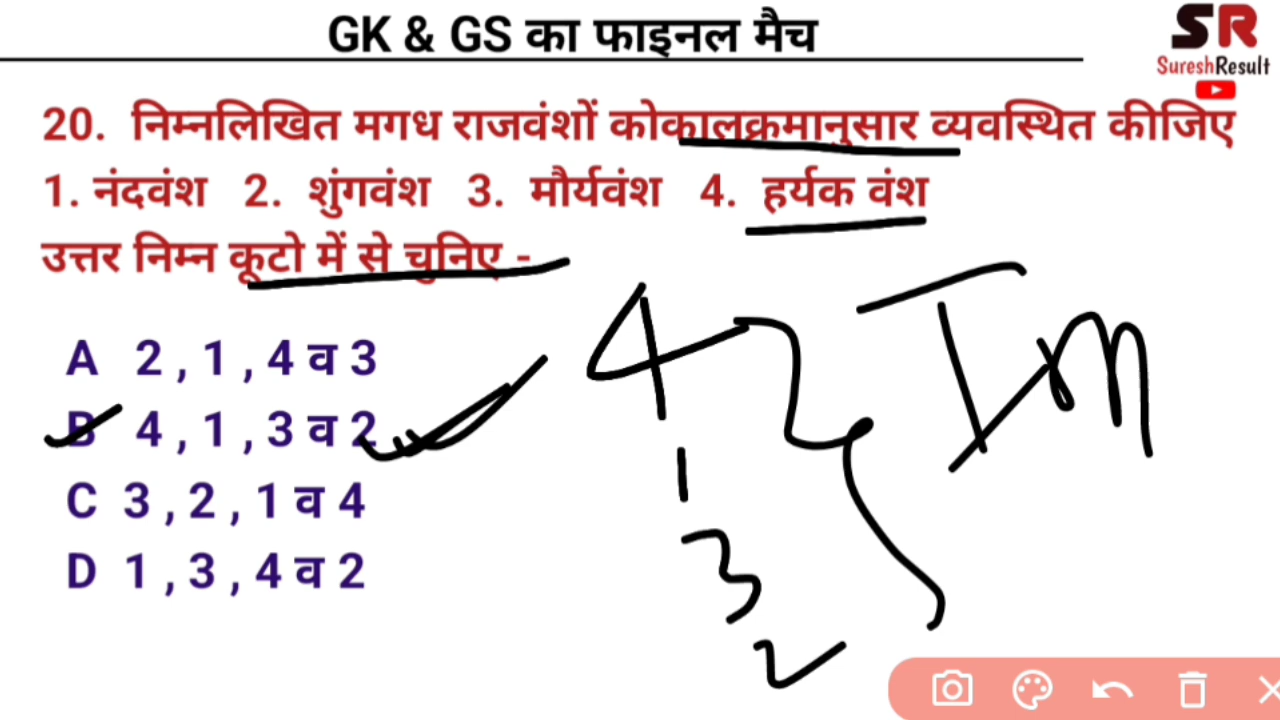 GK & GS का फाइनल मैच
SR
SureshResult
20. निम्नलिखित मगध राजवंशों कोकालक्रमानुसार व्यवस्थित कीजिए
1. नंदवंश 2. शुंगवंश 3. मौर्यवंश 4. हर्यक वंश
उत्तर निम्न कूटो में से चुनिए -
A 2 , 1 , 4 व 3
B 4 , 1 , 3 व 2
C 3 , 2 , 1 व 4
D 1 , 3 , 4 व 2
4
1
3
2
Im